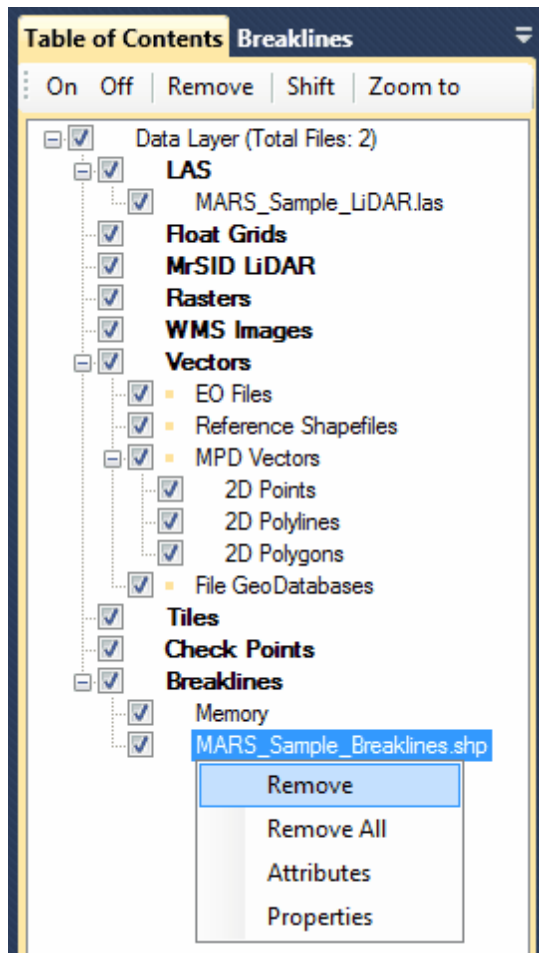 Table of Contents Breaklines
On Off Remove Shift Zoom to
Data Layer (Total Files: 2)
LAS
MARS_Sample_LiDAR.las
Float Grids
MrSID LiDAR
Rasters
WMS Images
Vectors
EO Files
Reference Shapefiles
MPD Vectors
2D Points
2D Polylines
2D Polygons
File GeoDatabases
Tiles
Check Points
Breaklines
Memory
MARS_Sample_Breaklines.shp
Remove
Remove All
Attributes
Properties